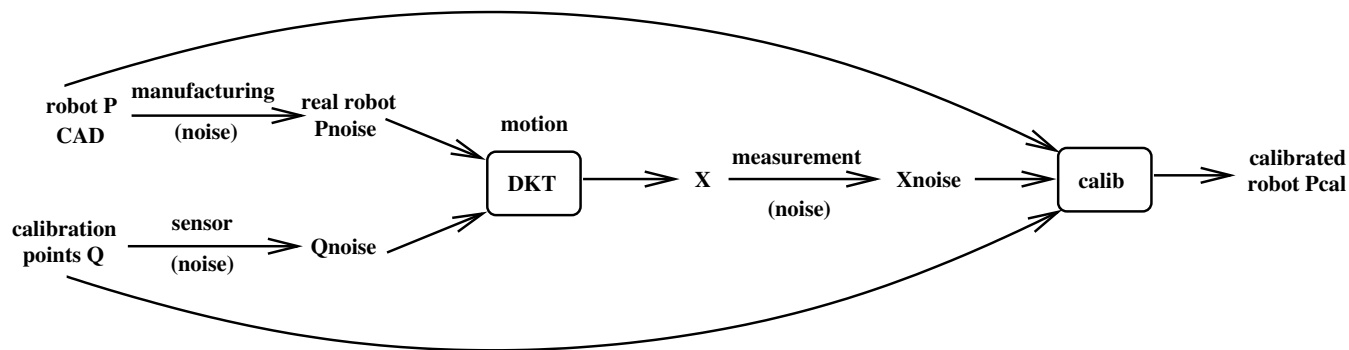 robot P
CAD
manufacturing
(noise)
real robot
Pnoise
motion
DKT
X
measurement
(noise)
Xnoise
calib
calibrated
robot Pcal
calibration
points Q
sensor
(noise)
Qnoise